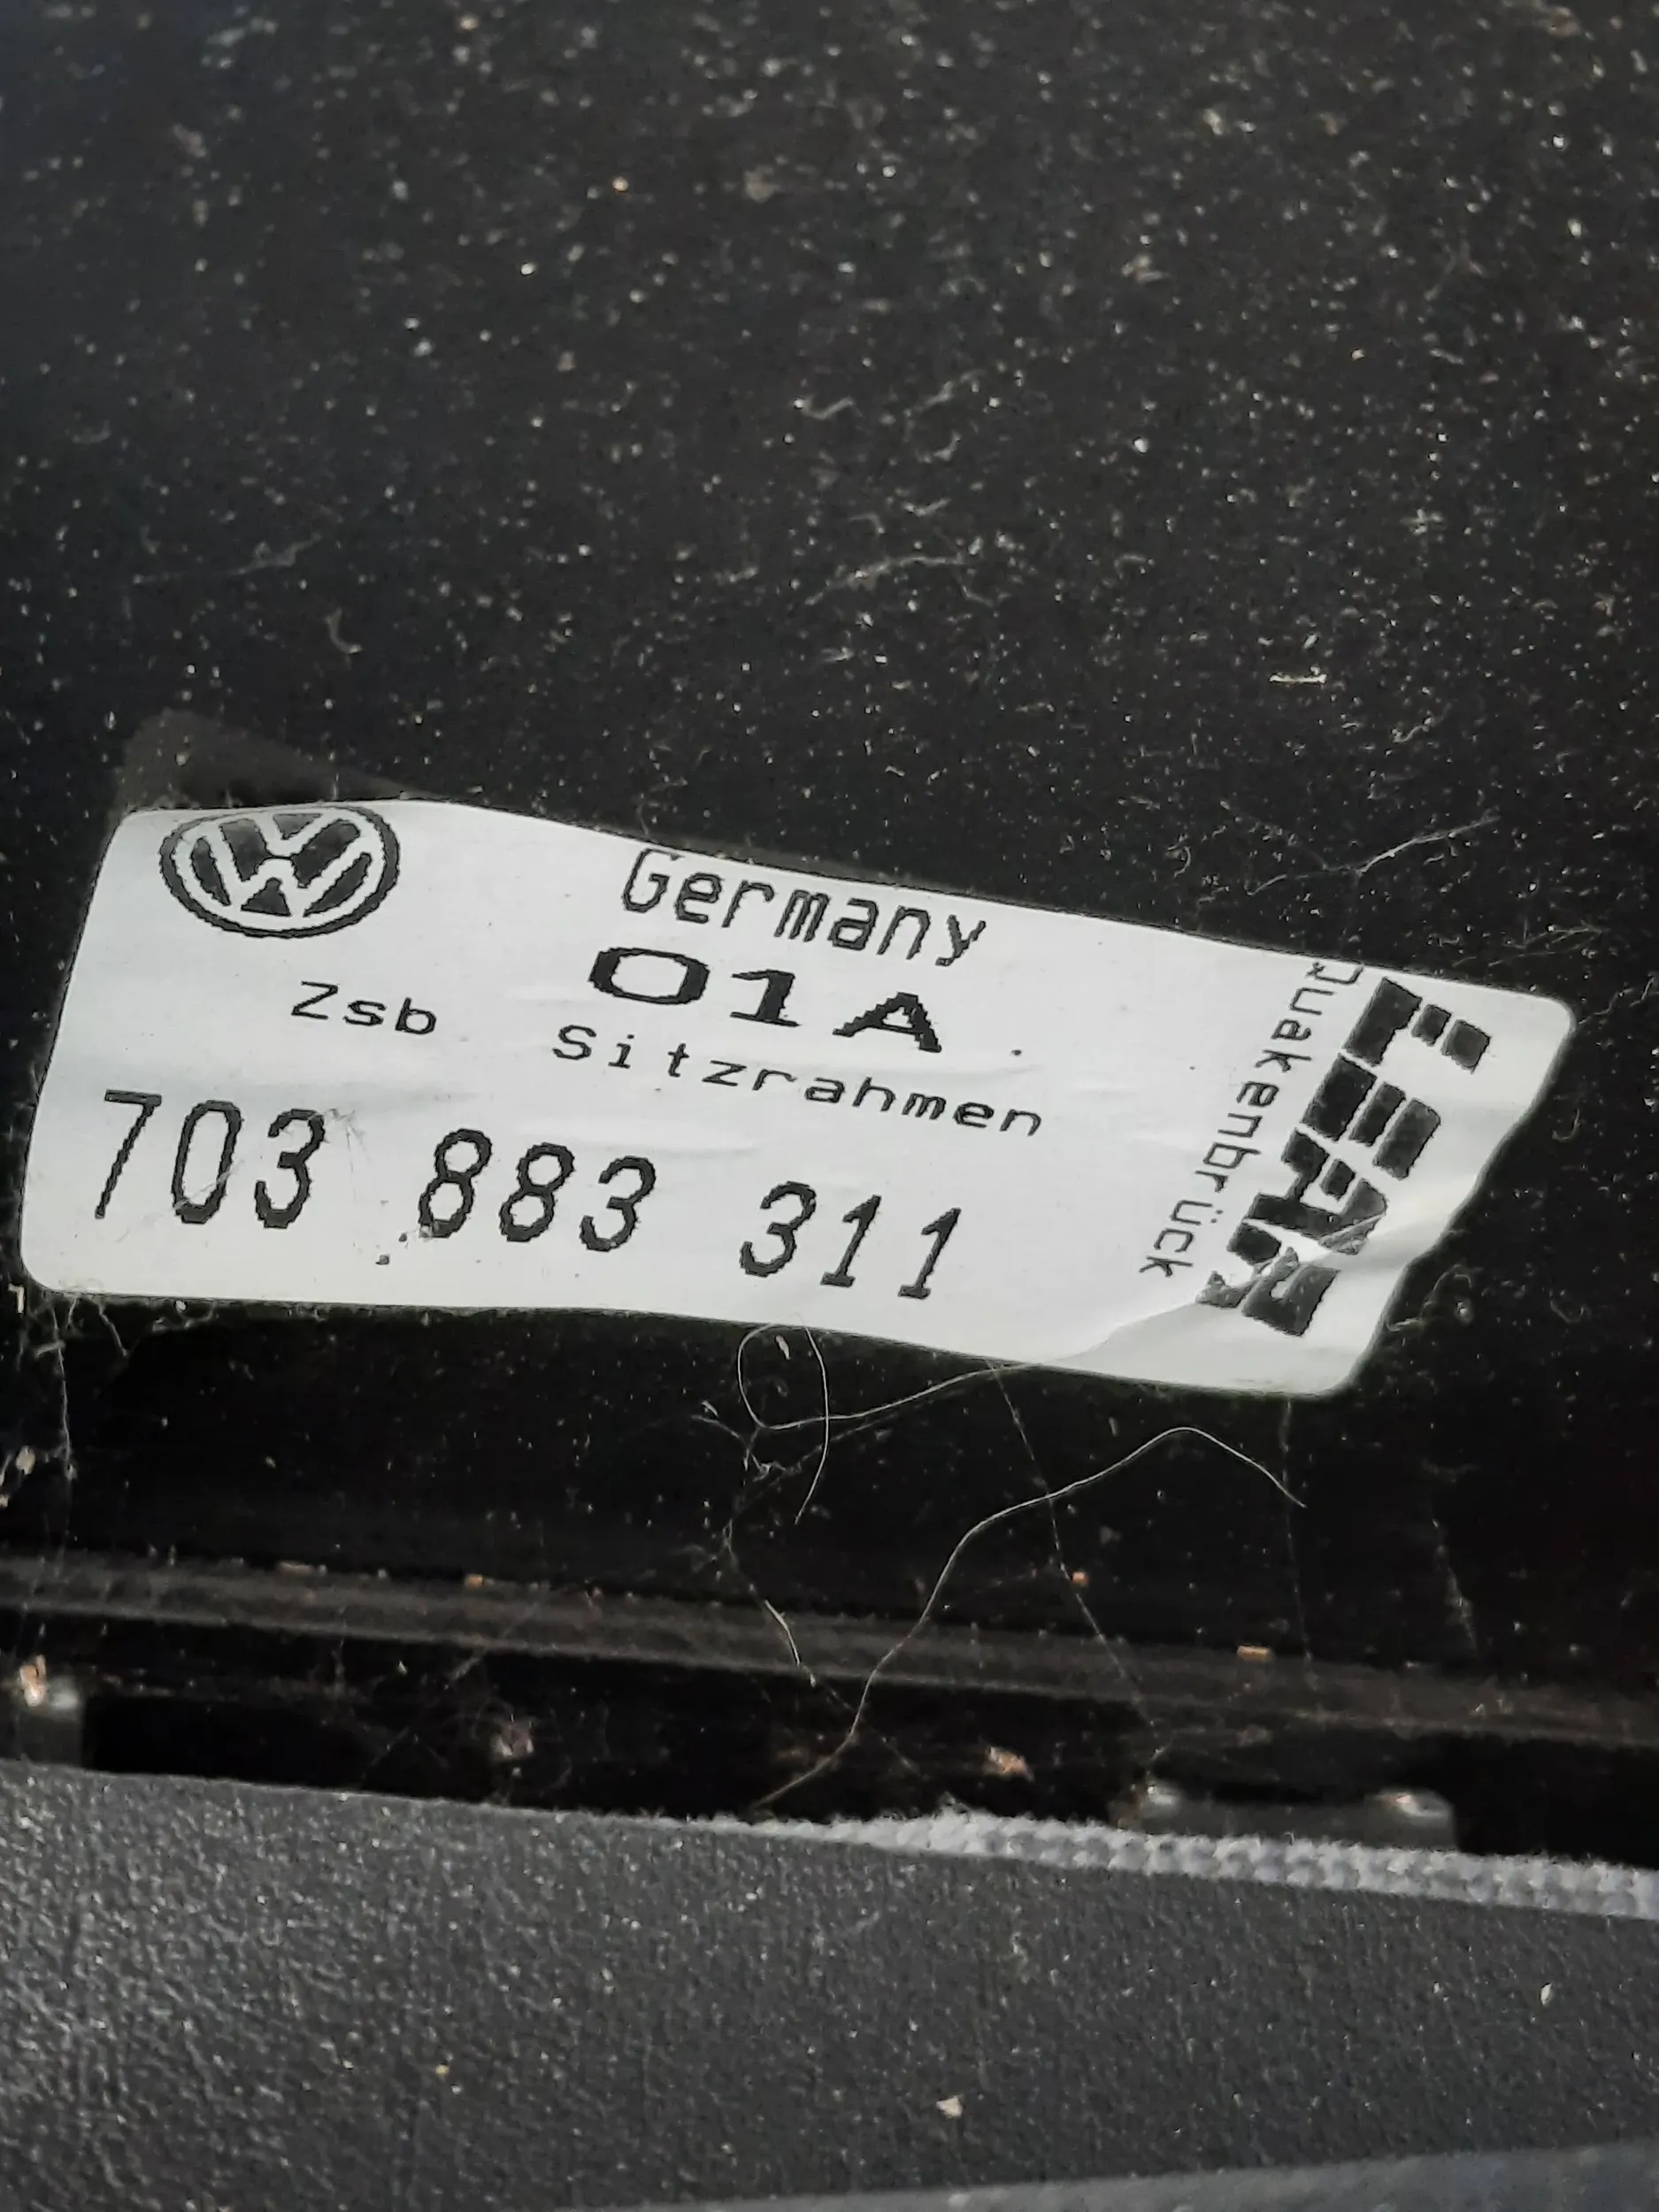 Germany
01A
Zsb Sitzrahmen
703 883 311
LEAR
Quakenbrück